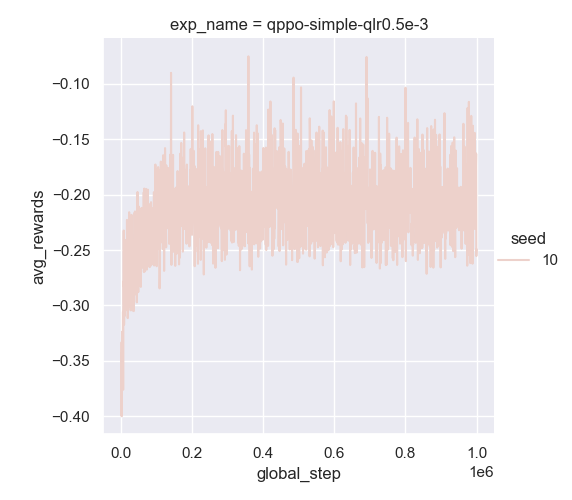 exp_name = qppo-simple-qlr0.5e-3
avg_rewards
−0.10
−0.15
−0.20
−0.25
−0.30
−0.35
−0.40
0.0 0.2 0.4 0.6 0.8 1.0
1e6
global_step
seed
10